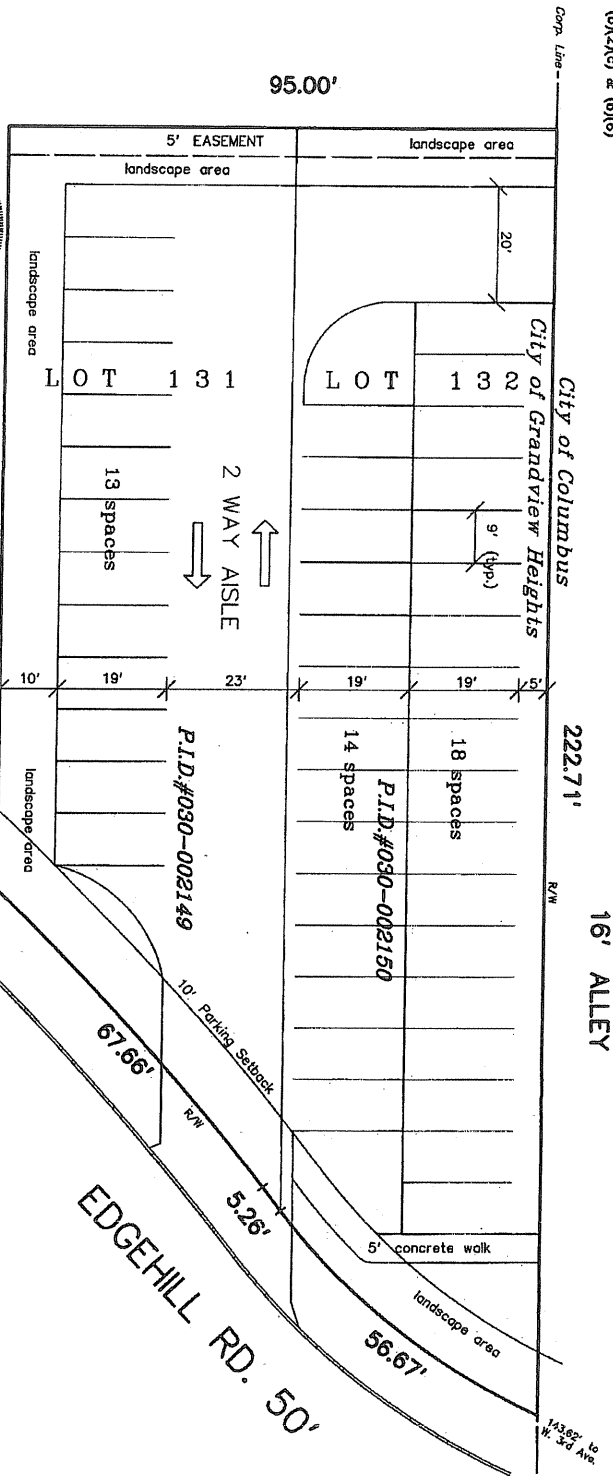 Corp. Line
95.00'
5' EASEMENT
landscape area
landscape area
landscape area
20'
City of Columbus
City of Grandview Heights
LOT 131
LOT 132
9' (typ.)
13 spaces
2 WAY AISLE
10'
19'
23'
19'
19'
5'
222.71'
R/W
16' ALLEY
18 spaces
14 spaces
P.I.D.#030-002150
P.I.D.#030-002149
landscape area
10' Parking Setback
67.66'
R/W
5.26'
56.67'
5' concrete walk
landscape area
EDGEHILL RD. 50'
143.62' to
W. 3rd Ave.